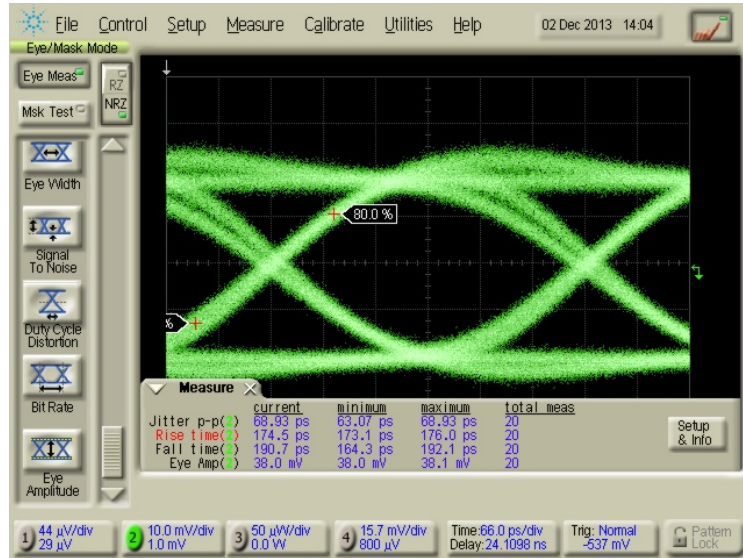 File Control Setup Measure Calibrate Utilities Help 02 Dec 2013 14:04
Eye/Mask Mode
Eye Meas
RZ
Msk Test
NRZ
Eye Width
80.0 %
Signal
To Noise
%
Duty Cycle
Distortion
Measure
Bit Rate
current minimum maximum total meas
Jitter p-p(2) 68.93 ps 63.07 ps 68.93 ps 20
Rise time(2) 174.5 ps 173.1 ps 176.0 ps 20
Fall time(2) 190.7 ps 164.3 ps 192.1 ps 20
Eye Amp(2) 38.0 mV 38.0 mV 38.1 mV 20
Setup
& Info
Eye
Amplitude
1) 44 µV/div
29 µV
2) 10.0 mV/div
1.0 mV
3) 50 µW/div
0.0 W
4) 15.7 mV/div
800 µV
Time:66.0 ps/div
Delay:24.1098 ns
Trig: Normal
-537 mV
Pattern
Lock